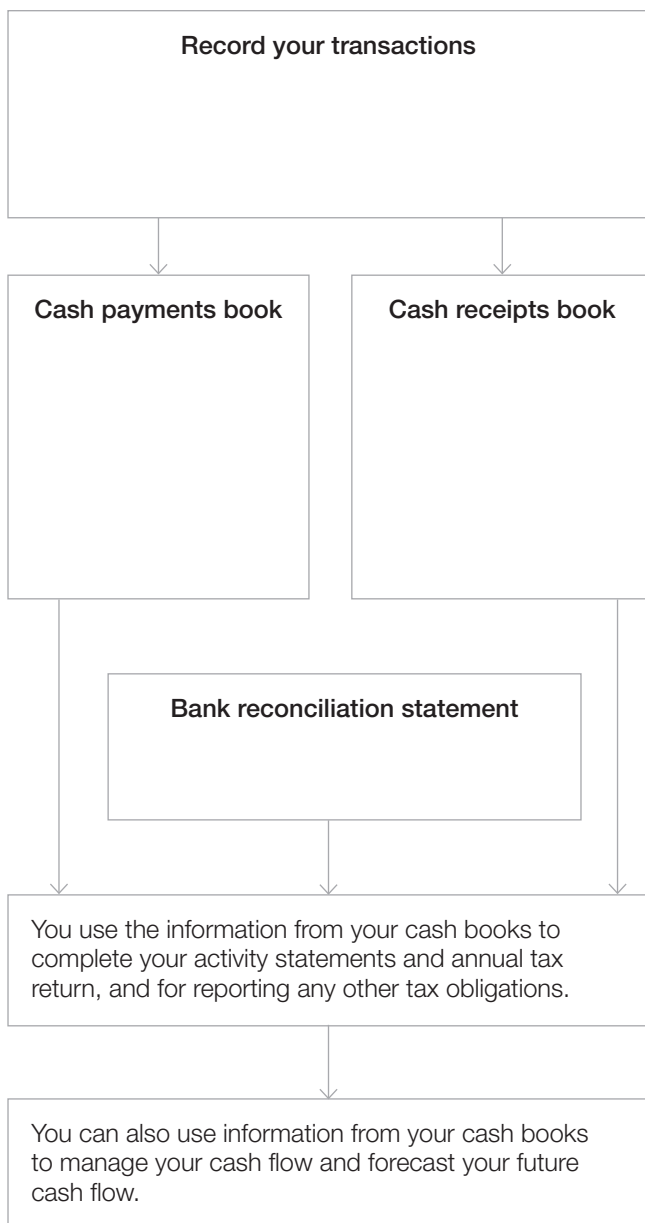 Record your transactions
Cash payments book
Cash receipts book
Bank reconciliation statement
You use the information from your cash books to
complete your activity statements and annual tax
return, and for reporting any other tax obligations.
You can also use information from your cash books
to manage your cash flow and forecast your future
cash flow.